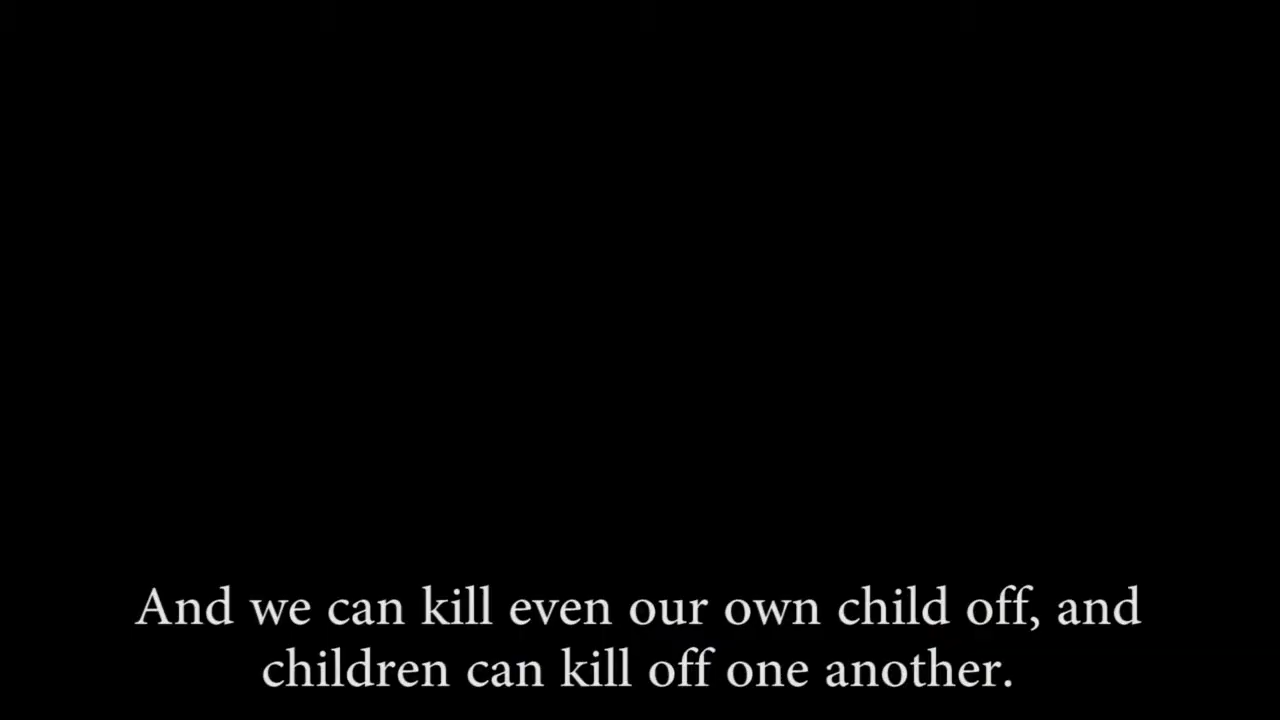 And we can kill even our own child off, and
children can kill off one another.